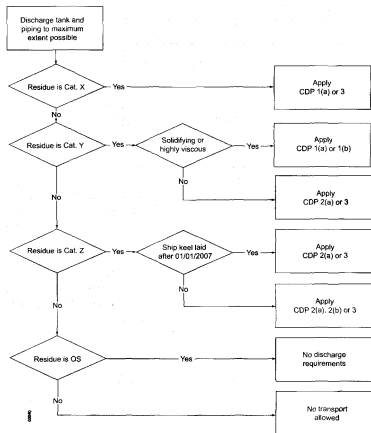 Discharge tank and
piping to maximum
extent possible
Residue is Cat. X
Yes
Apply
CDP 1(a) or 3
No
Residue is Cat. Y
Yes
Solidifying or
highly viscous
Yes
Apply
CDP 1(a) or 1(b)
No
No
Apply
CDP 2(a) or 3
Residue is Cat. Z
Yes
Ship keel laid
after 01/01/2007
Yes
Apply
CDP 2(a) or 3
No
No
Apply
CDP 2(a), 2(b) or 3
Residue is OS
Yes
No discharge
requirements
No
No transport
allowed